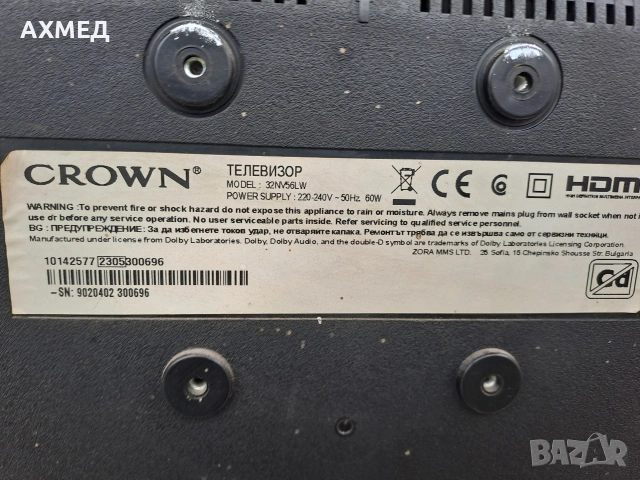 АХМЕД
CROWN®
ТЕЛЕВИЗОР
MODEL : 32NV56LW
POWER SUPPLY : 220-240V ~ 50Hz, 60W
HDMI
WARNING : To prevent fire or shock hazard do not expose this appliance to rain or moisture. Always remove mains plug from wall socket when not in
use or before any service operation. No user serviceable parts inside. Refer servicing to qualified service personnel.
BG : ПРЕДУПРЕЖДЕНИЕ: За да избегнете токов удар, не отваряйте капака. Ремонтът трябва да се извършва само от сервизни техници.
Manufactured under license from Dolby Laboratories. Dolby, Dolby Audio, and the double-D symbol are trademarks of Dolby Laboratories Licensing Corporation.
ZORA MMS LTD. Sofia, 15 Chepinsko Shousse Str. Bulgaria
10142577 2305 300696
SN: 9020402 300696
BAZAR